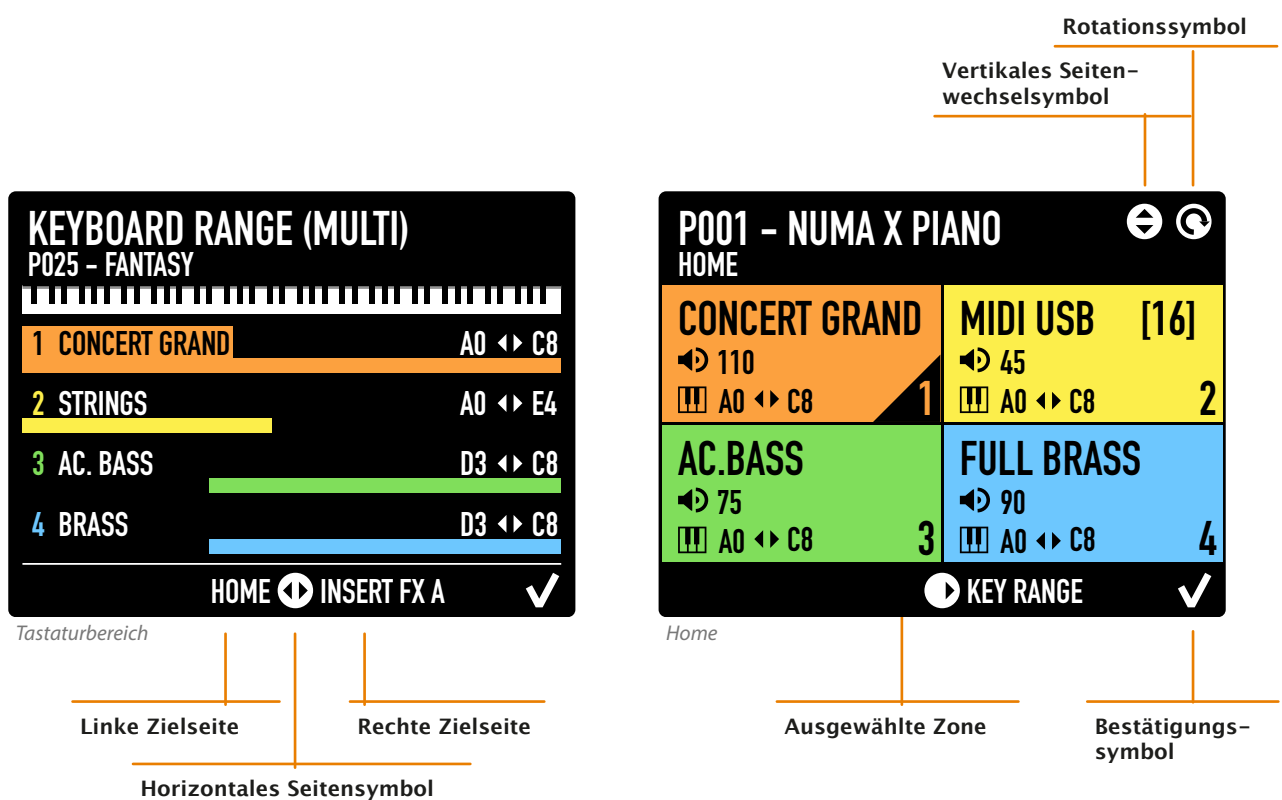 Rotationssymbol
Vertikales Seiten-
wechselsymbol
KEYBOARD RANGE (MULTI)
P025 - FANTASY
1 CONCERT GRAND A0 C8
2 STRINGS A0 E4
3 AC. BASS D3 C8
4 BRASS D3 C8
HOME INSERT FX A
Tastaturbereich
Linke Zielseite
Rechte Zielseite
Horizontales Seitensymbol
P001 - NUMA X PIANO
HOME
CONCERT GRAND
110
A0 C8 1
MIDI USB [16]
45
A0 C8 2
AC.BASS
75
A0 C8 3
FULL BRASS
90
A0 C8 4
KEY RANGE
Home
Ausgewählte Zone
Bestätigungs-
symbol